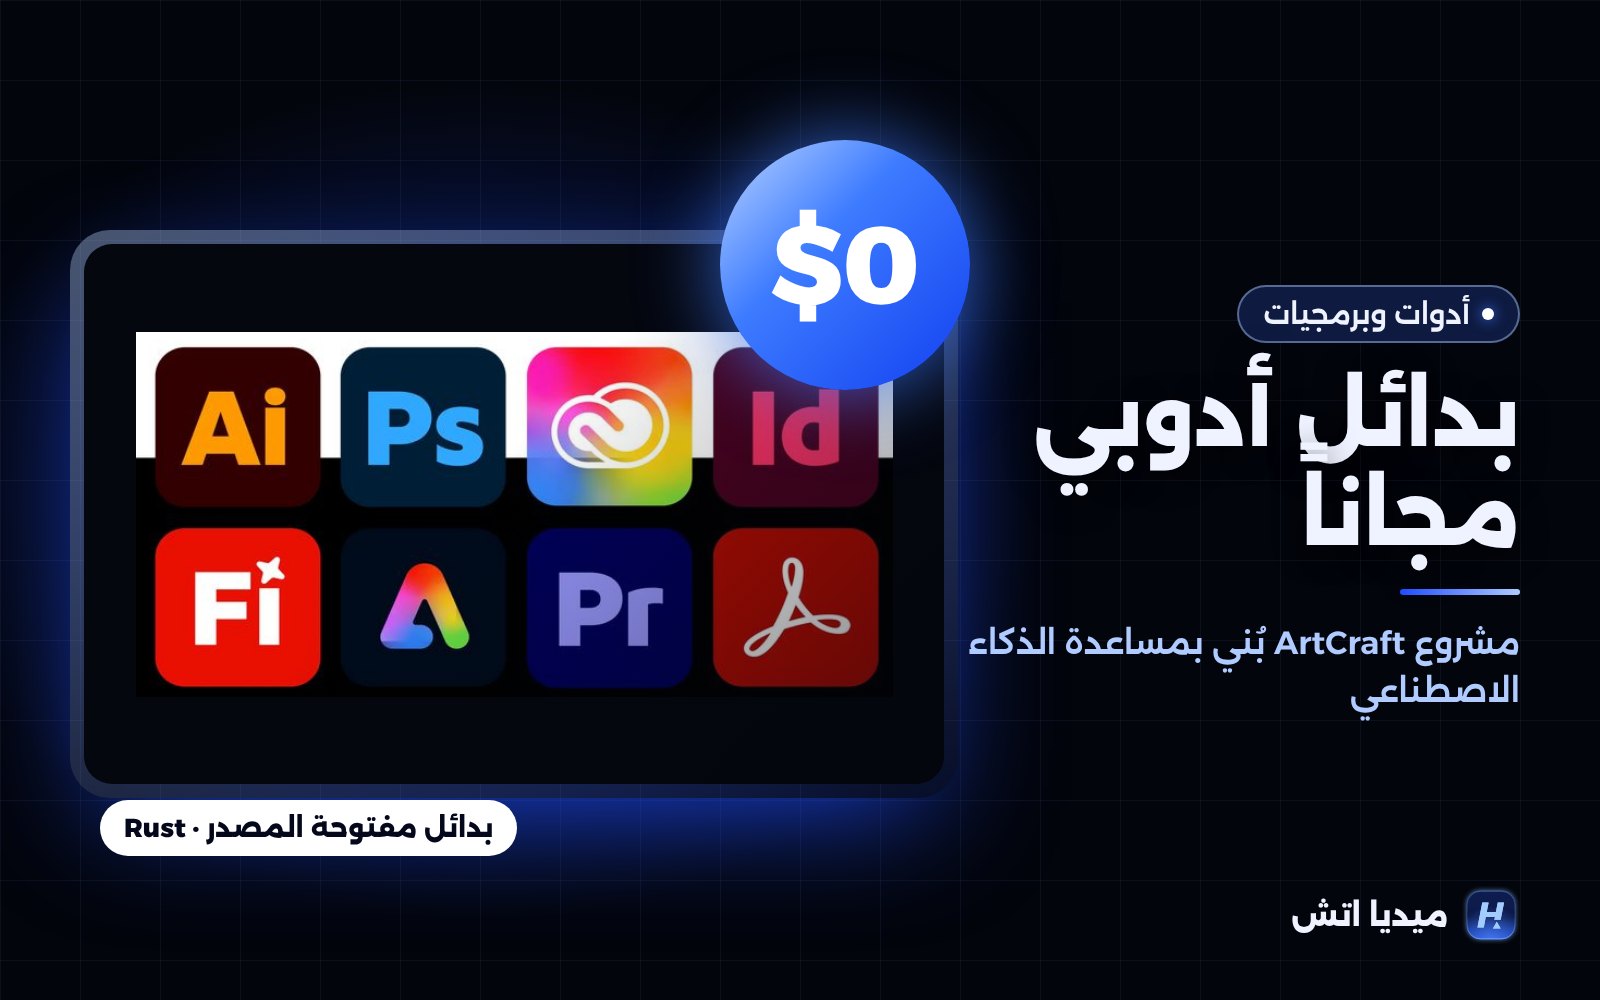 $0
أدوات وبرمجيات
بدائل أدوبي
مجاناً
مشروع ArtCraft بُني بمساعدة الذكاء
الاصطناعي
Ai Ps Id
Fi Pr
بدائل مفتوحة المصدر · Rust
ميديا اتش
H